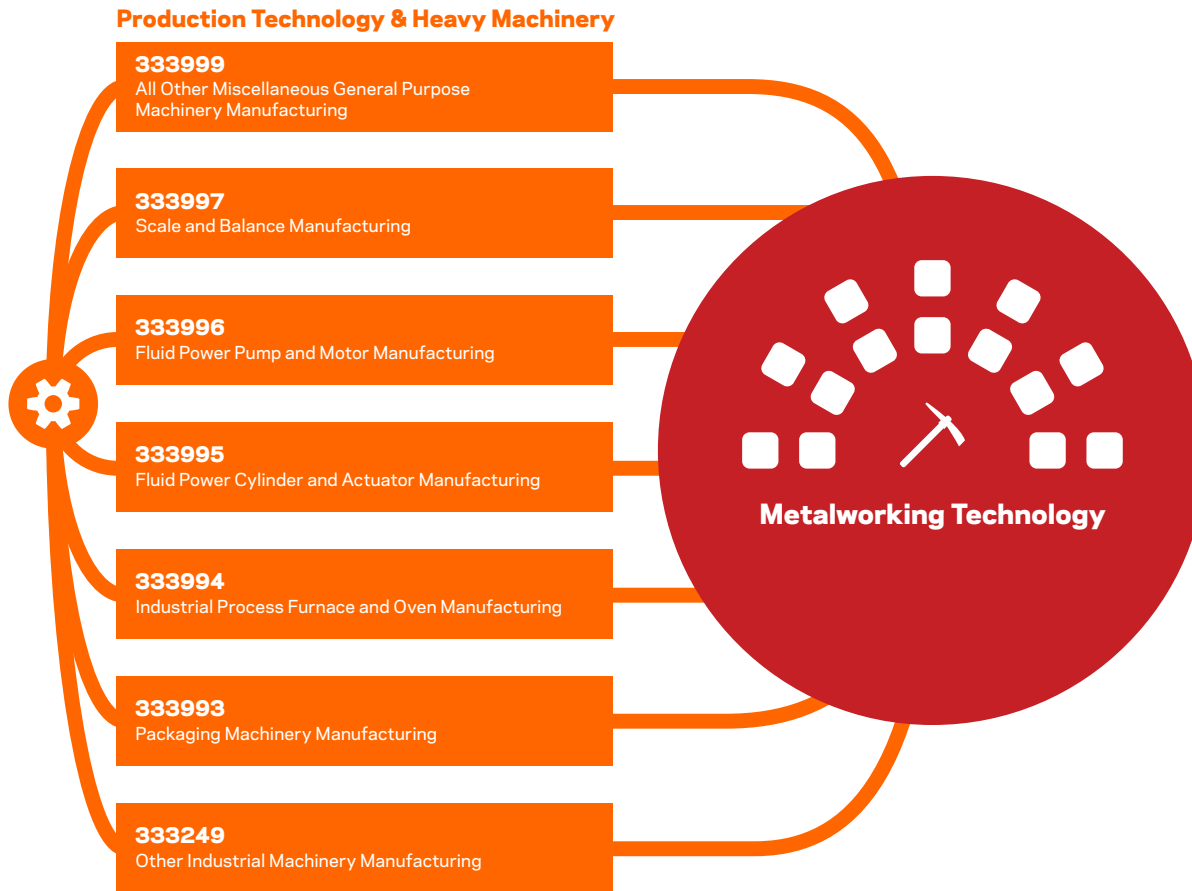 Production Technology & Heavy Machinery
333999
All Other Miscellaneous General Purpose
Machinery Manufacturing
333997
Scale and Balance Manufacturing
333996
Fluid Power Pump and Motor Manufacturing
333995
Fluid Power Cylinder and Actuator Manufacturing
333994
Industrial Process Furnace and Oven Manufacturing
333993
Packaging Machinery Manufacturing
333249
Other Industrial Machinery Manufacturing
Metalworking Technology